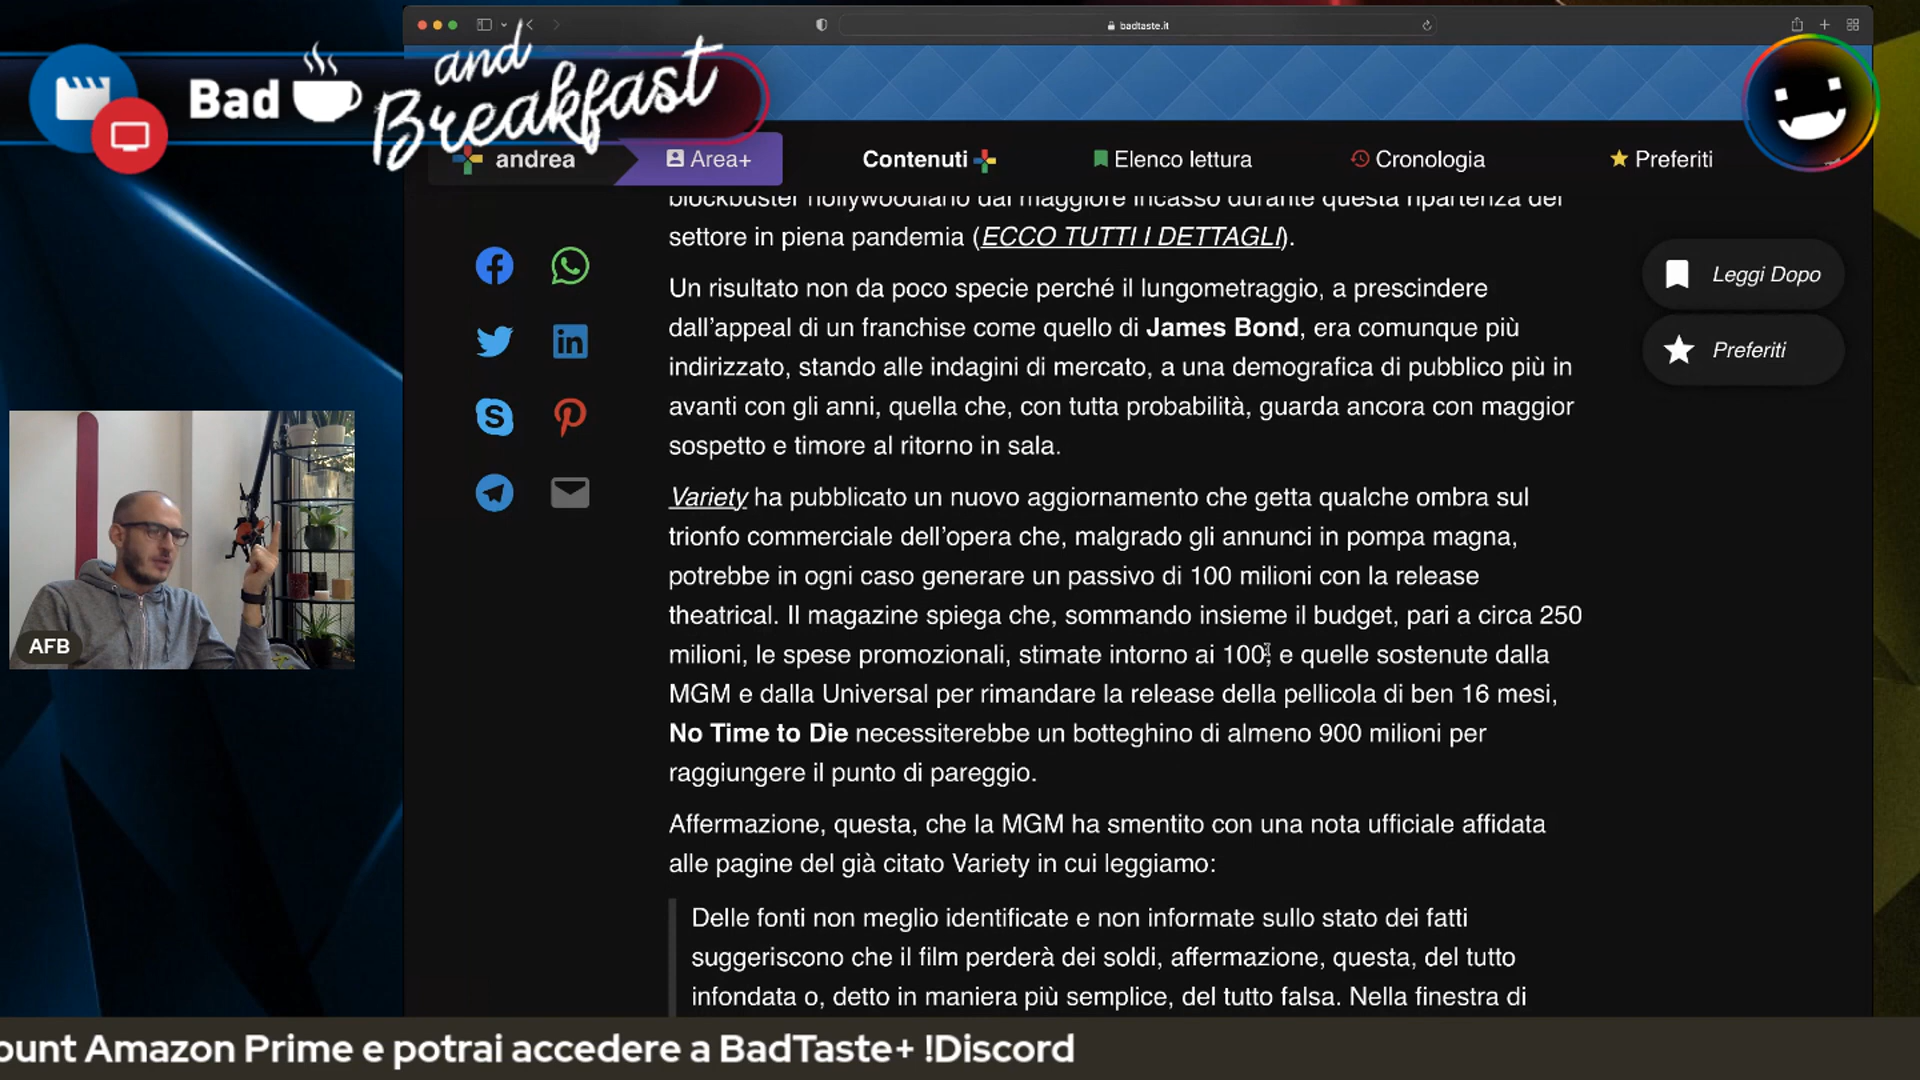 badtaste.it
Bad and Breakfast
andrea
Area+
Contenuti
Elenco lettura
Cronologia
Preferiti
blockbuster hollywoodiano dal maggiore incasso durante questa ripartenza del
settore in piena pandemia (ECCO TUTTI I DETTAGLI).
Un risultato non da poco specie perché il lungometraggio, a prescindere
dall'appeal di un franchise come quello di James Bond, era comunque più
indirizzato, stando alle indagini di mercato, a una demografica di pubblico più in
avanti con gli anni, quella che, con tutta probabilità, guarda ancora con maggior
sospetto e timore al ritorno in sala.
Variety ha pubblicato un nuovo aggiornamento che getta qualche ombra sul
trionfo commerciale dell'opera che, malgrado gli annunci in pompa magna,
potrebbe in ogni caso generare un passivo di 100 milioni con la release
theatrical. Il magazine spiega che, sommando insieme il budget, pari a circa 250
milioni, le spese promozionali, stimate intorno ai 100, e quelle sostenute dalla
MGM e dalla Universal per rimandare la release della pellicola di ben 16 mesi,
No Time to Die necessiterebbe un botteghino di almeno 900 milioni per
raggiungere il punto di pareggio.
Affermazione, questa, che la MGM ha smentito con una nota ufficiale affidata
alle pagine del già citato Variety in cui leggiamo:
Delle fonti non meglio identificate e non informate sullo stato dei fatti
suggeriscono che il film perderà dei soldi, affermazione, questa, del tutto
infondata o, detto in maniera più semplice, del tutto falsa. Nella finestra di
Leggi Dopo
Preferiti
AFB
ount Amazon Prime e potrai accedere a BadTaste+ !Discord